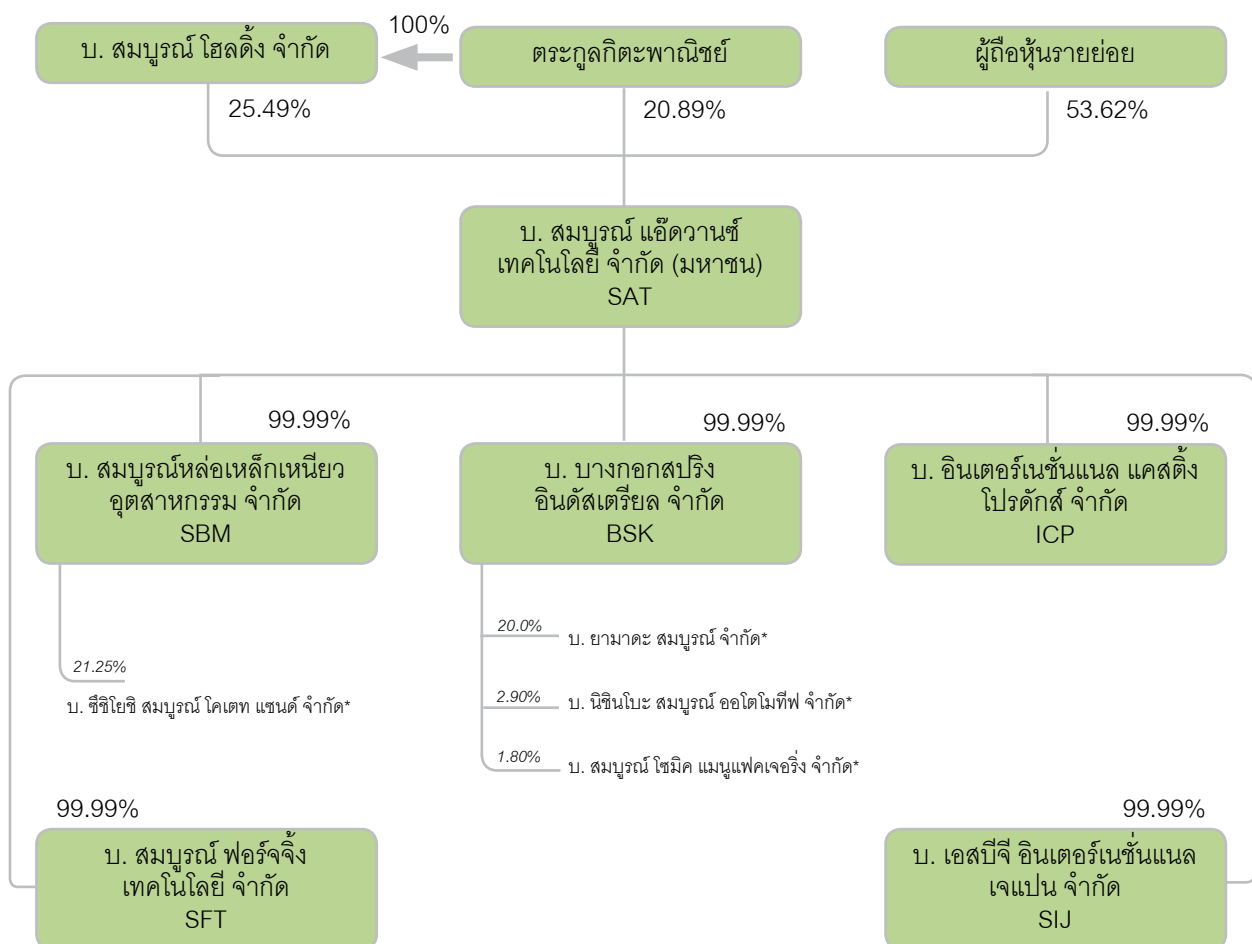 100%
บ. สมบูรณ์ โฮลดิ้ง จำกัด
ตระกูลกิตะพาณิชย์
ผู้ถือหุ้นรายย่อย
25.49%
20.89%
53.62%
บ. สมบูรณ์ แอ๊ดวานซ์
เทคโนโลยี จำกัด (มหาชน)
SAT
99.99%
99.99%
99.99%
บ. สมบูรณ์หล่อเหล็กเหนียว
อุตสาหกรรม จำกัด
SBM
บ. บางกอกสปริง
อินดัสเตรียล จำกัด
BSK
บ. อินเตอร์เนชั่นแนล แคสติ้ง
โปรดักส์ จำกัด
ICP
21.25%
บ. ซึชิโยชิ สมบูรณ์ โคเตท แซนด์ จำกัด*
20.0%
บ. ยามาดะ สมบูรณ์ จำกัด*
2.90%
บ. นิชินโบะ สมบูรณ์ ออโตโมทีฟ จำกัด*
1.80%
บ. สมบูรณ์ โซมิค แมนูแฟคเจอริ่ง จำกัด*
99.99%
บ. สมบูรณ์ ฟอร์จจิ้ง
เทคโนโลยี จำกัด
SFT
99.99%
บ. เอสบีจี อินเตอร์เนชั่นแนล
เจแปน จำกัด
SIJ